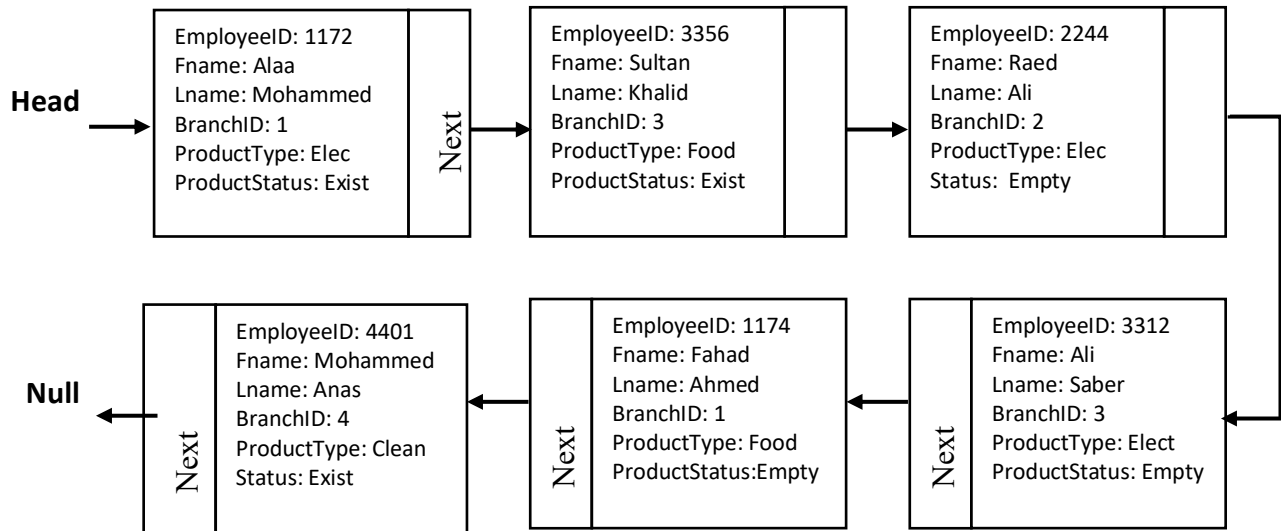 Head
EmployeeID: 1172
Fname: Alaa
Lname: Mohammed
BranchID: 1
ProductType: Elec
ProductStatus: Exist
Next
EmployeeID: 3356
Fname: Sultan
Lname: Khalid
BranchID: 3
ProductType: Food
ProductStatus: Exist
EmployeeID: 2244
Fname: Raed
Lname: Ali
BranchID: 2
ProductType: Elec
Status:  Empty
EmployeeID: 3312
Fname: Ali
Lname: Saber
BranchID: 3
ProductType: Elect
ProductStatus: Empty
Next
EmployeeID: 1174
Fname: Fahad
Lname: Ahmed
BranchID: 1
ProductType: Food
ProductStatus:Empty
Next
EmployeeID: 4401
Fname: Mohammed
Lname: Anas
BranchID: 4
ProductType: Clean
Status: Exist
Next
Null